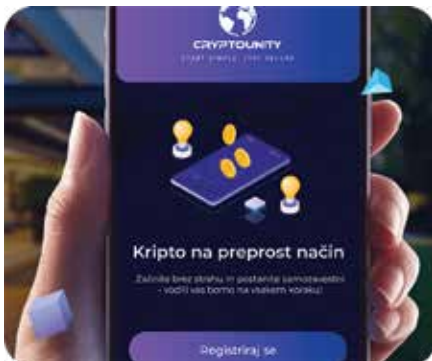 CRYPTOUNITY
START SIMPLE, STAY SECURE
Kripto na preprost način
Začnite brez strahu in postanite samozavestni
- vodili vas bomo na vsakem koraku!
Registriraj se